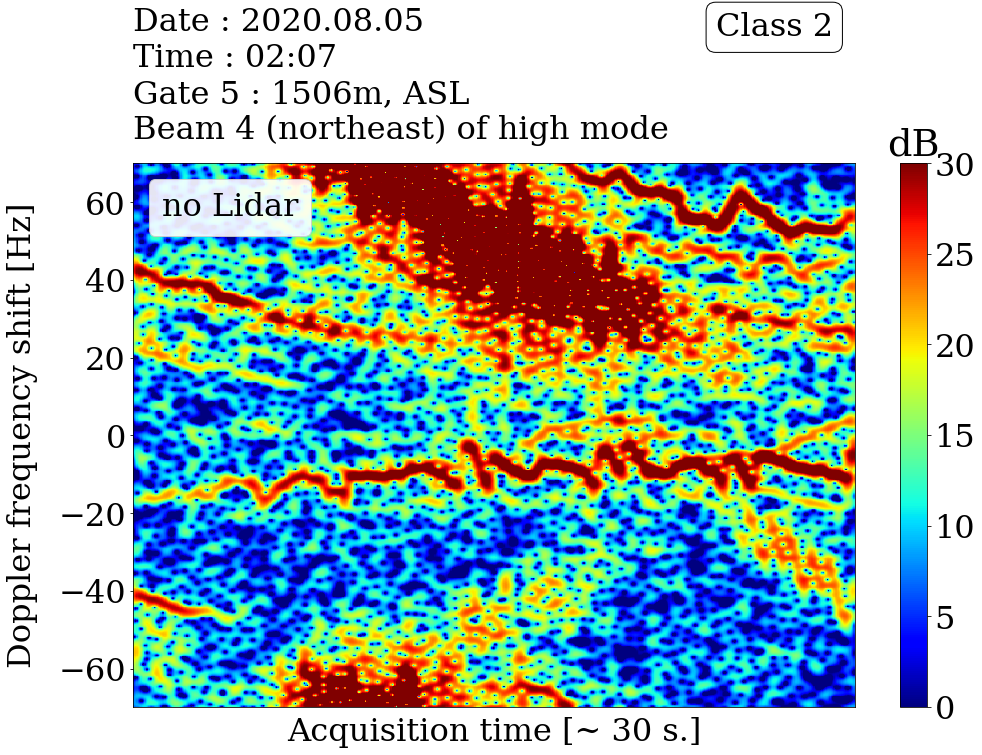 Date : 2020.08.05
Time : 02:07
Gate 5 : 1506m, ASL
Beam 4 (northeast) of high mode
Class 2
dB
no Lidar
Doppler frequency shift [Hz]
60
40
20
0
−20
−40
−60
30
25
20
15
10
5
0
Acquisition time [~ 30 s.]